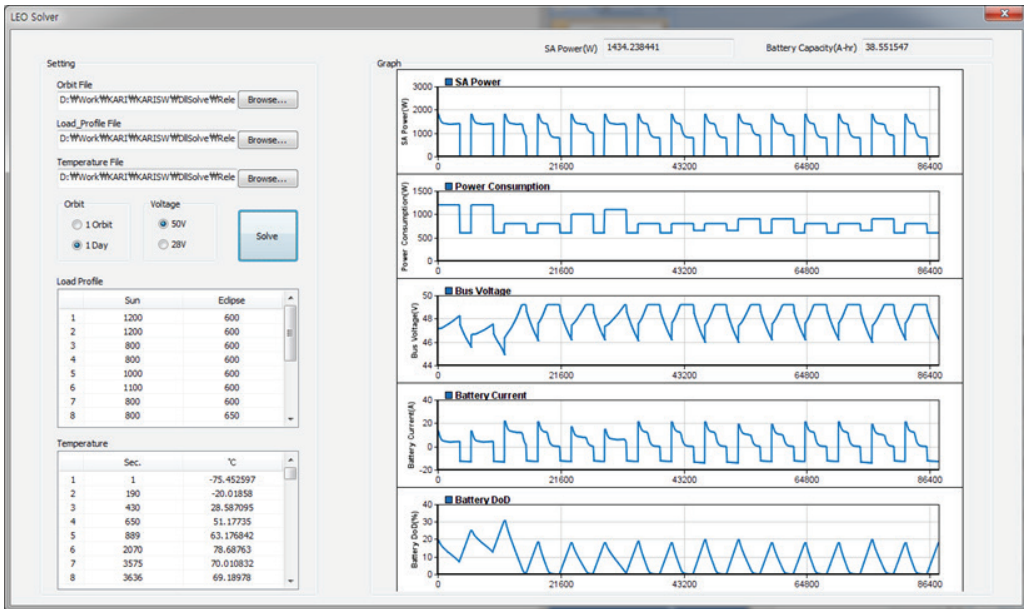 LEO Solver
SA Power(W) 1434.238441 Battery Capacity(A-hr) 38.551547
Setting
Orbit File
D:₩Work₩KARI₩KARISW₩DllSolve₩Rele Browse...
Load_Profile File
D:₩Work₩KARI₩KARISW₩DllSolve₩Rele Browse...
Temperature File
D:₩Work₩KARI₩KARISW₩DllSolve₩Rele Browse...
Orbit Voltage
1 Orbit 50V
1 Day 28V
Solve
Load Profile
Sun Eclipse
1 1200 600
2 1200 600
3 800 600
4 800 600
5 1000 600
6 1100 600
7 800 600
8 800 650
Temperature
Sec. °C
1 1 -75.452597
2 190 -20.01858
3 430 28.587095
4 650 51.17735
5 889 63.176842
6 2070 78.68763
7 3575 70.010832
8 3636 69.18978
Graph
SA Power
SA Power(W)
3000
2000
1000
0
0 21600 43200 64800 86400
Power Consumption
Power Consumption(W)
1500
1000
500
0
0 21600 43200 64800 86400
Bus Voltage
Bus Voltage(V)
50
48
46
44
0 21600 43200 64800 86400
Battery Current
Battery Current(A)
40
20
0
-20
0 21600 43200 64800 86400
Battery DoD
Battery DoD(%)
40
30
20
10
0
0 21600 43200 64800 86400